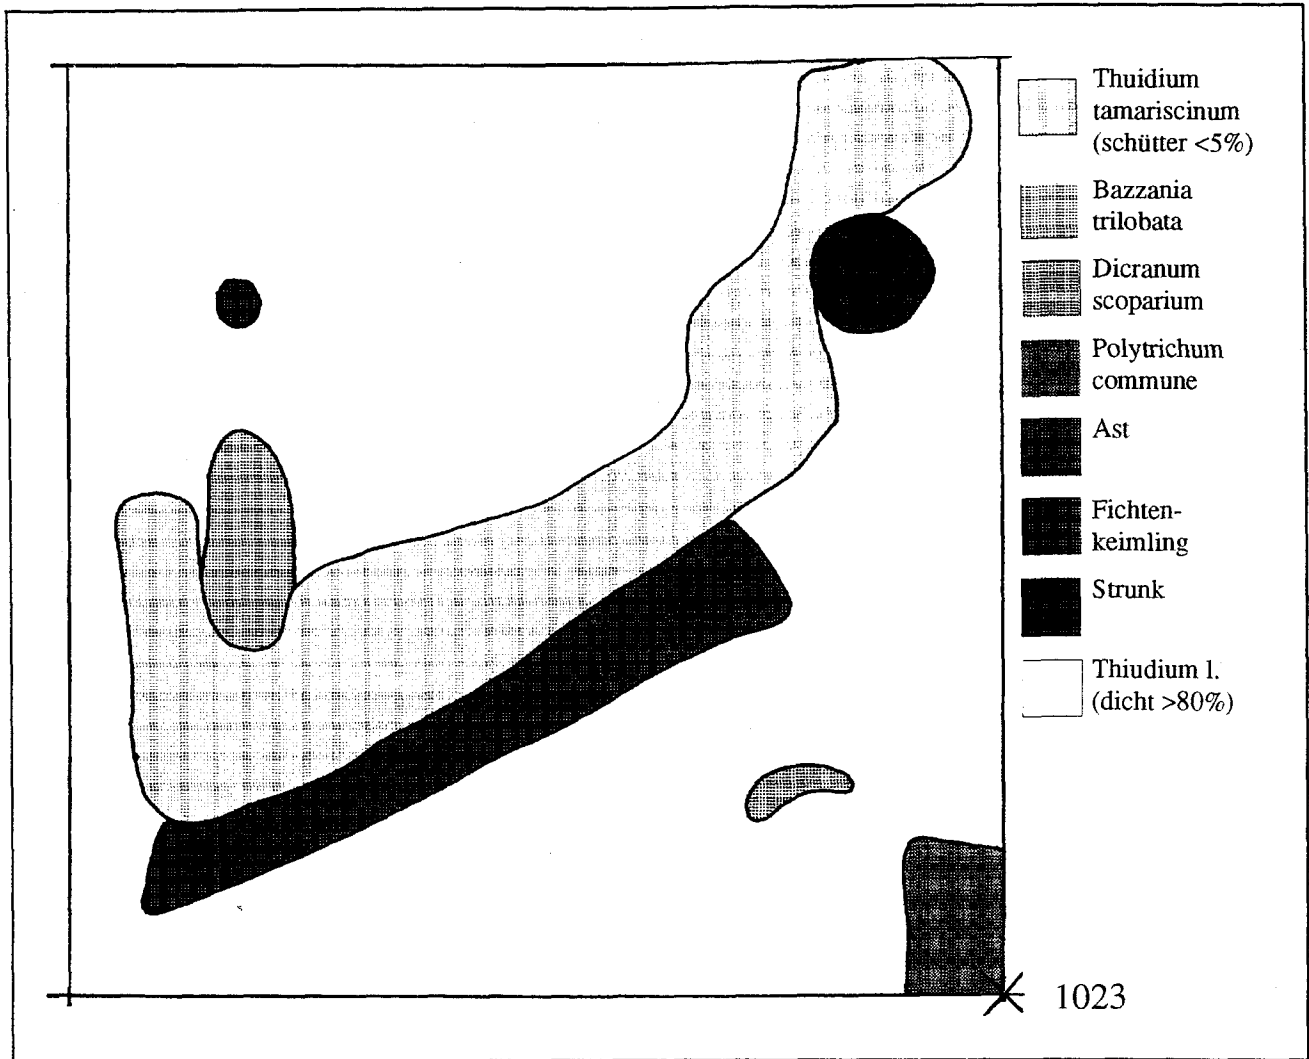 Thuidium
tamariscinum
(schütter <5%)
Bazzania
trilobata
Dicranum
scoparium
Polytrichum
commune
Ast
Fichten-
keimling
Strunk
Thiudium l.
(dicht >80%)
1023